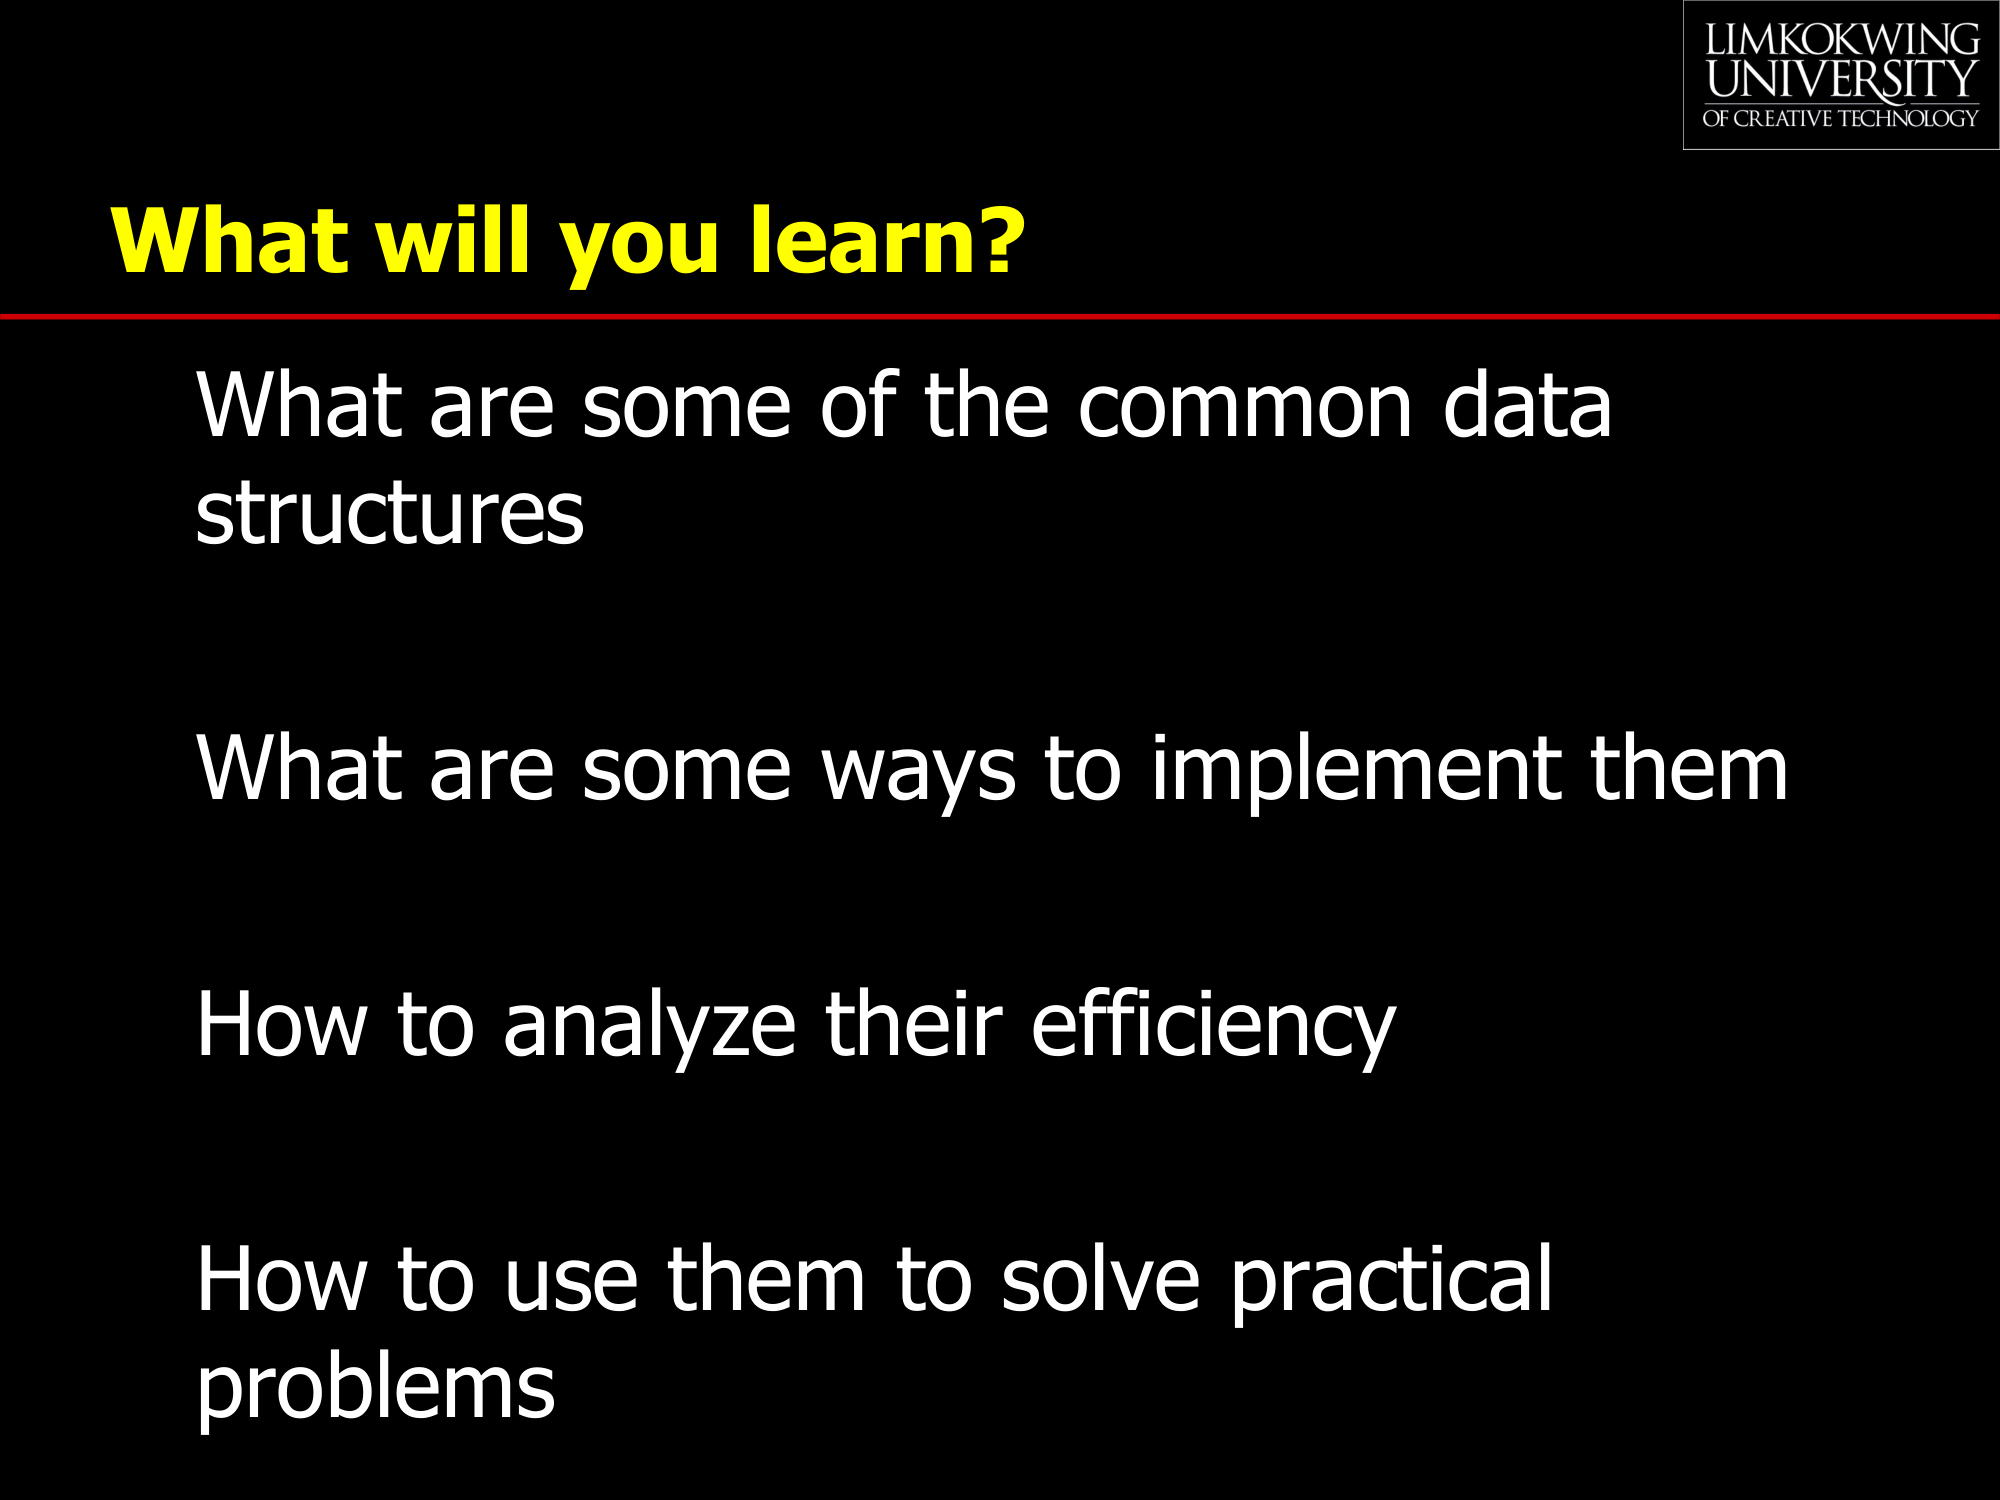 LIMKOKWING
UNIVERSITY
OF CREATIVE TECHNOLOGY
What will you learn?
What are some of the common data
structures
What are some ways to implement them
How to analyze their efficiency
How to use them to solve practical
problems